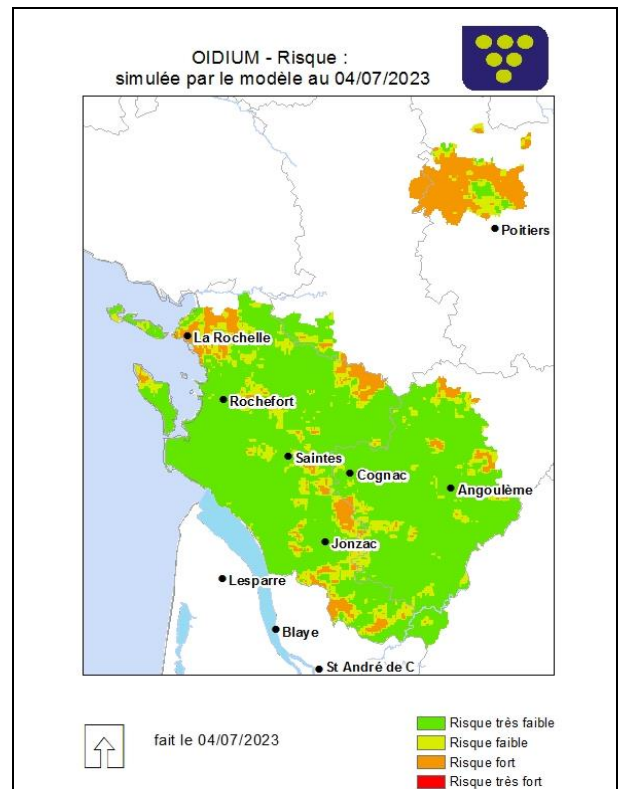 OIDIUM - Risque :
simulée par le modèle au 04/07/2023
Poitiers
La Rochelle
Rochefort
Saintes
Cognac
Angoulême
Jonzac
Lesparre
Blaye
St André de C
fait le 04/07/2023
Risque très faible
Risque faible
Risque fort
Risque très fort